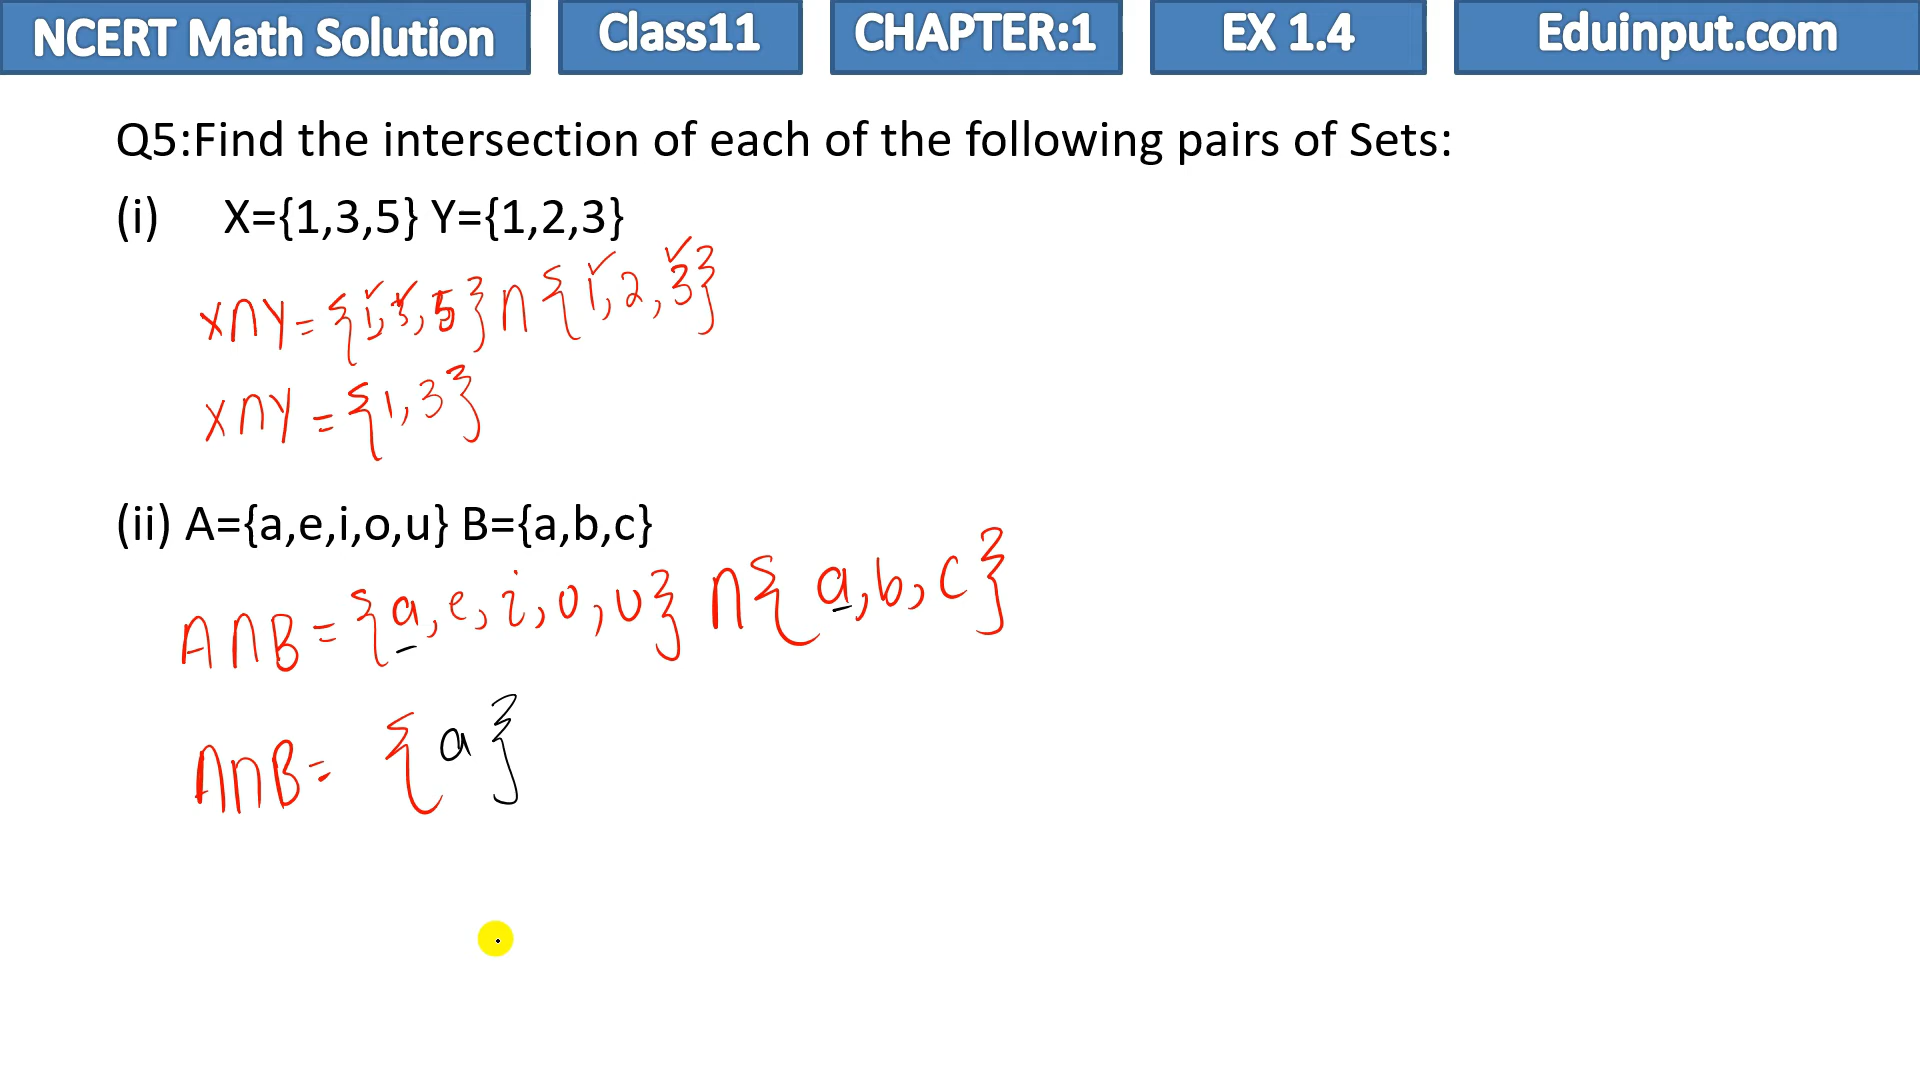 NCERT Math Solution Class11 CHAPTER:1 EX 1.4 Eduinput.com
Q5:Find the intersection of each of the following pairs of Sets:
(i) X={1,3,5} Y={1,2,3}
X∩Y={1,3,5}∩{1,2,3}
X∩Y={1,3}
(ii) A={a,e,i,o,u} B={a,b,c}
A∩B={a,e,i,o,u}∩{a,b,c}
A∩B={a}